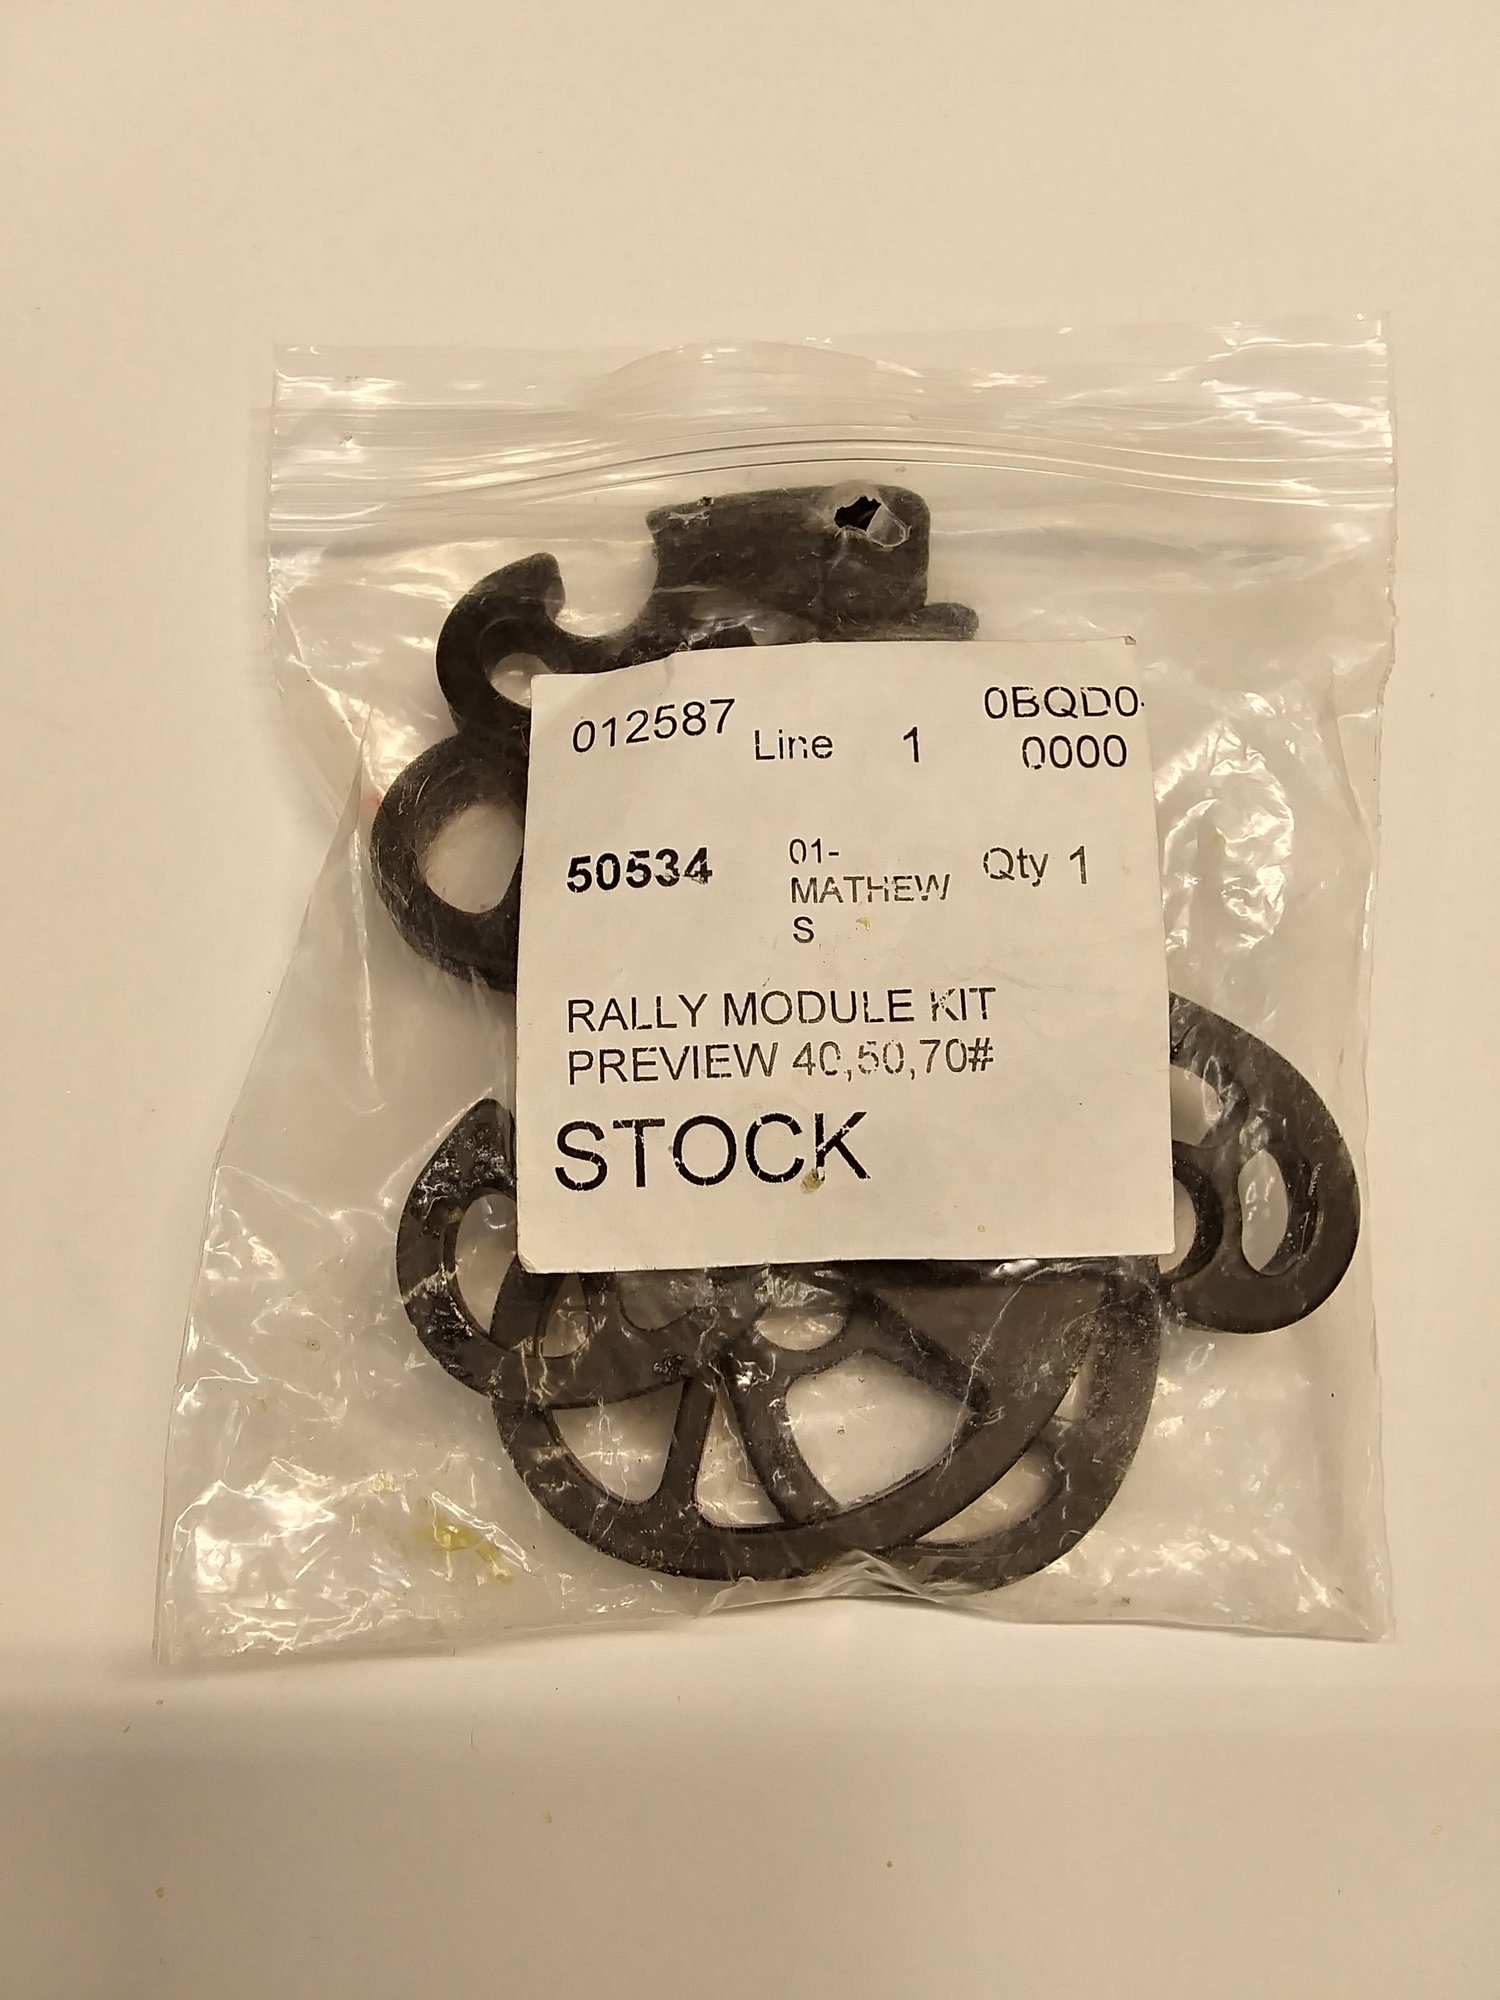 012587 Line 1 0BQD0-
0000
50534 01-
MATHEW
S
Qty 1
RALLY MODULE KIT
PREVIEW 40,50,70#
STOCK